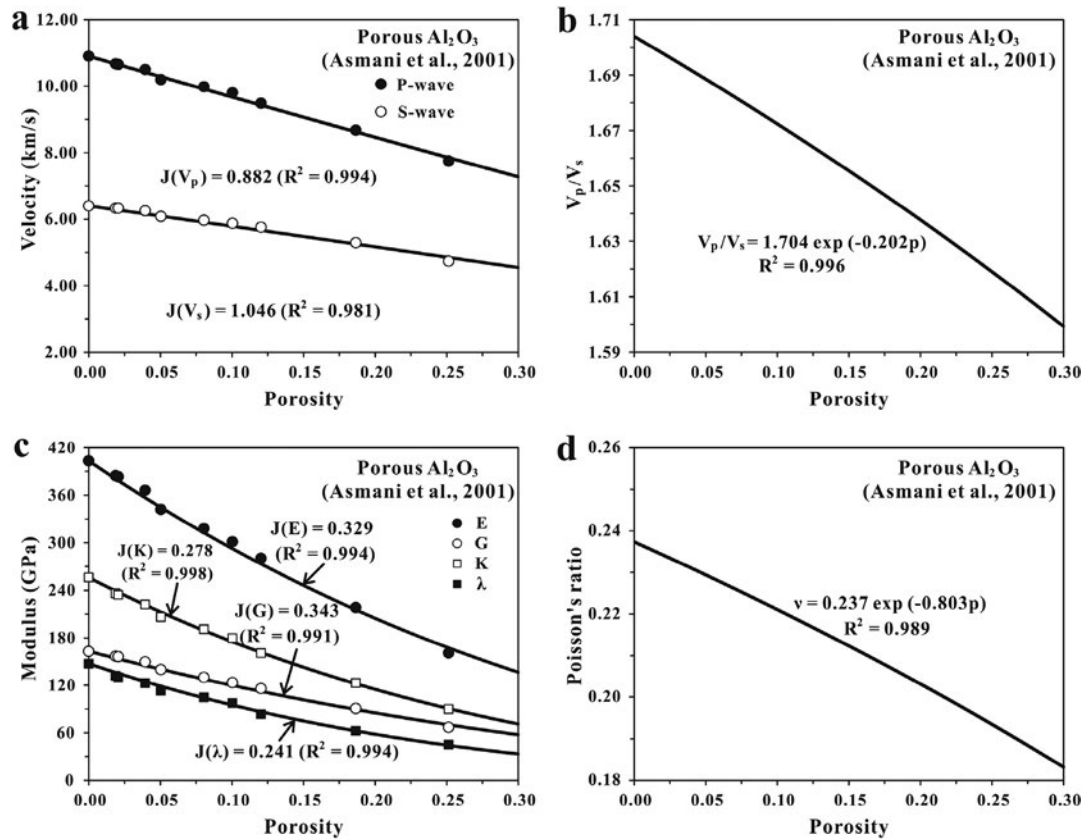 a
Porous Al₂O₃
(Asmani et al., 2001)
P-wave
S-wave
J(Vₚ) = 0.882 (R² = 0.994)
J(Vₛ) = 1.046 (R² = 0.981)
Velocity (km/s)
12.00
10.00
8.00
6.00
4.00
2.00
0.00 0.05 0.10 0.15 0.20 0.25 0.30
Porosity
b
Porous Al₂O₃
(Asmani et al., 2001)
Vₚ/Vₛ = 1.704 exp (-0.202p)
R² = 0.996
Vₚ/Vₛ
1.71
1.69
1.67
1.65
1.63
1.61
1.59
0.00 0.05 0.10 0.15 0.20 0.25 0.30
Porosity
c
Porous Al₂O₃
(Asmani et al., 2001)
E
G
K
λ
J(E) = 0.329
(R² = 0.994)
J(K) = 0.278
(R² = 0.998)
J(G) = 0.343
(R² = 0.991)
J(λ) = 0.241 (R² = 0.994)
Modulus (GPa)
420
360
300
240
180
120
60
0
0.00 0.05 0.10 0.15 0.20 0.25 0.30
Porosity
d
Porous Al₂O₃
(Asmani et al., 2001)
ν = 0.237 exp (-0.803p)
R² = 0.989
Poisson's ratio
0.26
0.24
0.22
0.20
0.18
0.00 0.05 0.10 0.15 0.20 0.25 0.30
Porosity